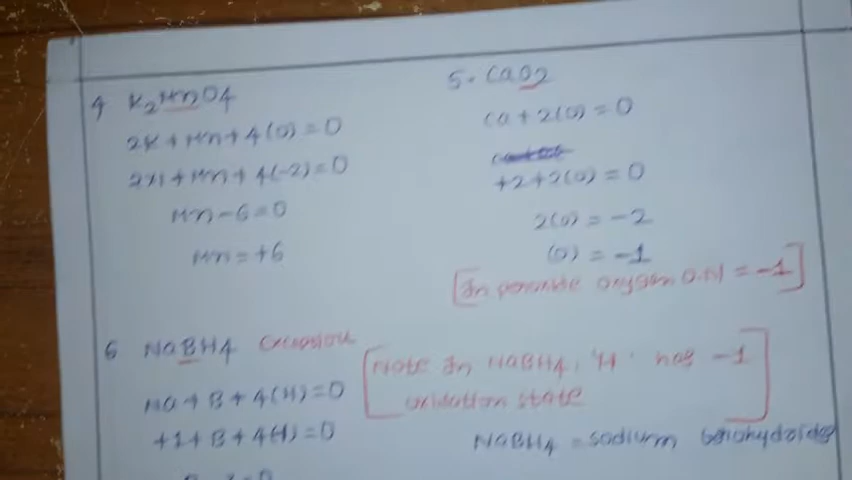 4 K2MnO4
2K + Mn + 4(O) = 0
2x1 + Mn + 4(-2) = 0
Mn - 6 = 0
Mn = +6
5. CaO2
Ca + 2(O) = 0
+2 + 2(O) = 0
2(O) = -2
(O) = -1
[In peroxide oxygen O.N = -1]
6 NaBH4 Exception
[Note In NaBH4, 'H' has -1
oxidation state]
Na + B + 4(H) = 0
+1 + B + 4(H) = 0
NaBH4 = sodium